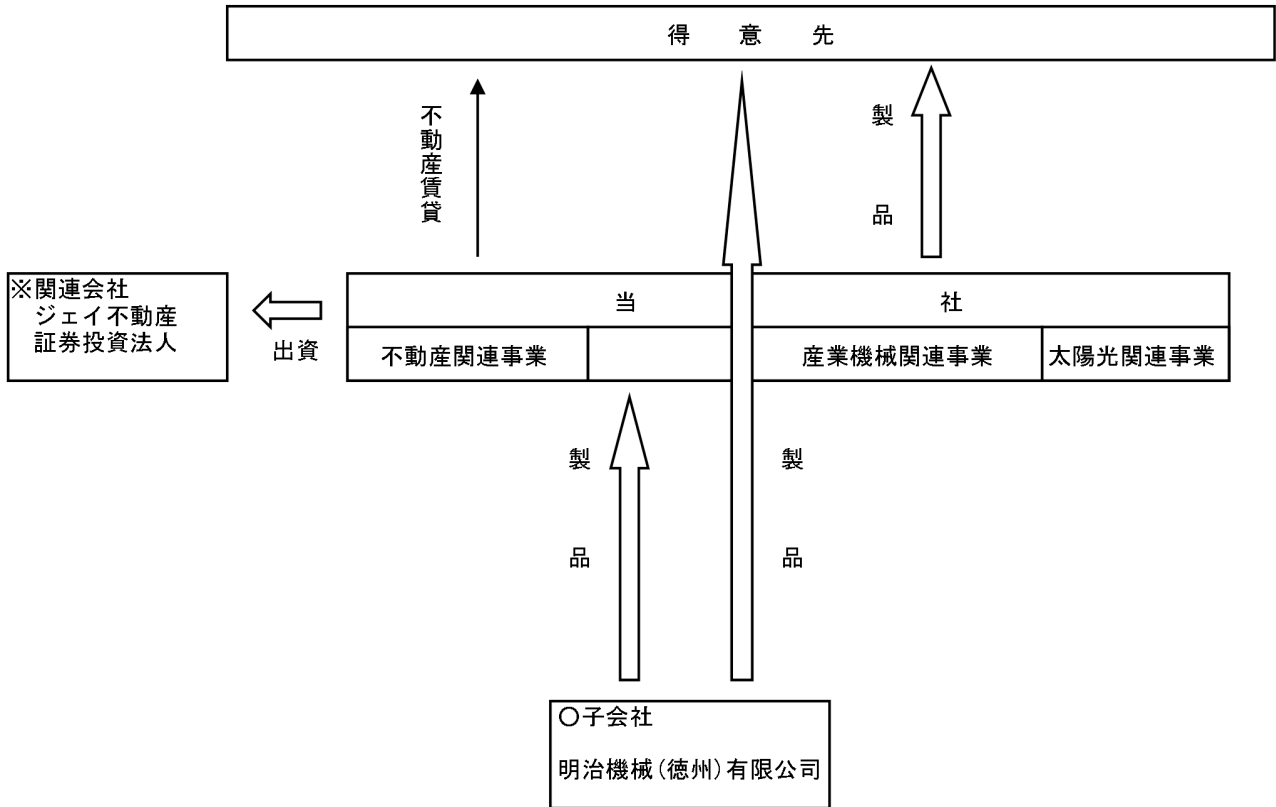 得意先
不動産賃貸
製品
※関連会社
ジェイ不動産
証券投資法人
出資
当社
不動産関連事業
産業機械関連事業
太陽光関連事業
製品
製品
○子会社
明治機械（徳州）有限公司